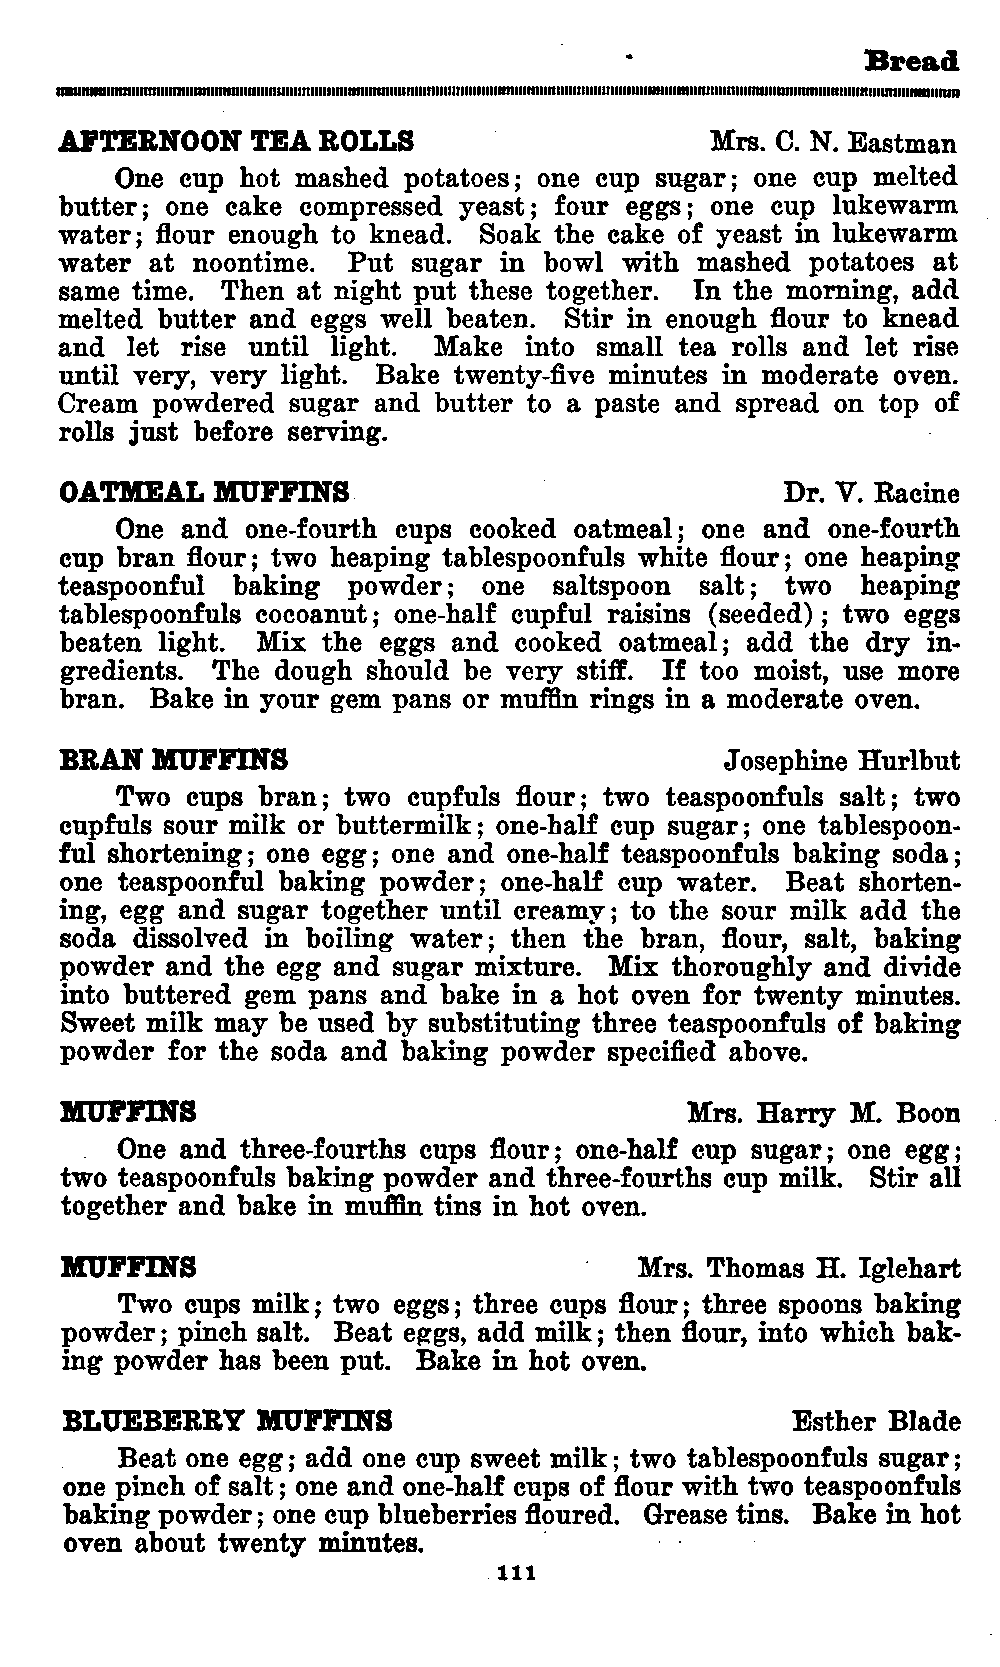 Bread
AFTERNOON TEA ROLLS Mrs. C. N. Eastman
One cup hot mashed potatoes; one cup sugar; one cup melted
butter; one cake compressed yeast; four eggs; one cup lukewarm
water; flour enough to knead. Soak the cake of yeast in lukewarm
water at noontime. Put sugar in bowl with mashed potatoes at
same time. Then at night put these together. In the morning, add
melted butter and eggs well beaten. Stir in enough flour to knead
and let rise until light. Make into small tea rolls and let rise
until very, very light. Bake twenty-five minutes in moderate oven.
Cream powdered sugar and butter to a paste and spread on top of
rolls just before serving.
OATMEAL MUFFINS Dr. V. Racine
One and one-fourth cups cooked oatmeal; one and one-fourth
cup bran flour; two heaping tablespoonfuls white flour; one heaping
teaspoonful baking powder; one saltspoon salt; two heaping
tablespoonfuls cocoanut; one-half cupful raisins (seeded); two eggs
beaten light. Mix the eggs and cooked oatmeal; add the dry in-
gredients. The dough should be very stiff. If too moist, use more
bran. Bake in your gem pans or muffin rings in a moderate oven.
BRAN MUFFINS Josephine Hurlbut
Two cups bran; two cupfuls flour; two teaspoonfuls salt; two
cupfuls sour milk or buttermilk; one-half cup sugar; one tablespoon-
ful shortening; one egg; one and one-half teaspoonfuls baking soda;
one teaspoonful baking powder; one-half cup water. Beat shorten-
ing, egg and sugar together until creamy; to the sour milk add the
soda dissolved in boiling water; then the bran, flour, salt, baking
powder and the egg and sugar mixture. Mix thoroughly and divide
into buttered gem pans and bake in a hot oven for twenty minutes.
Sweet milk may be used by substituting three teaspoonfuls of baking
powder for the soda and baking powder specified above.
MUFFINS Mrs. Harry M. Boon
One and three-fourths cups flour; one-half cup sugar; one egg;
two teaspoonfuls baking powder and three-fourths cup milk. Stir all
together and bake in muffin tins in hot oven.
MUFFINS Mrs. Thomas H. Iglehart
Two cups milk; two eggs; three cups flour; three spoons baking
powder; pinch salt. Beat eggs, add milk; then flour, into which bak-
ing powder has been put. Bake in hot oven.
BLUEBERRY MUFFINS Esther Blade
Beat one egg; add one cup sweet milk; two tablespoonfuls sugar;
one pinch of salt; one and one-half cups of flour with two teaspoonfuls
baking powder; one cup blueberries floured. Grease tins. Bake in hot
oven about twenty minutes.
111